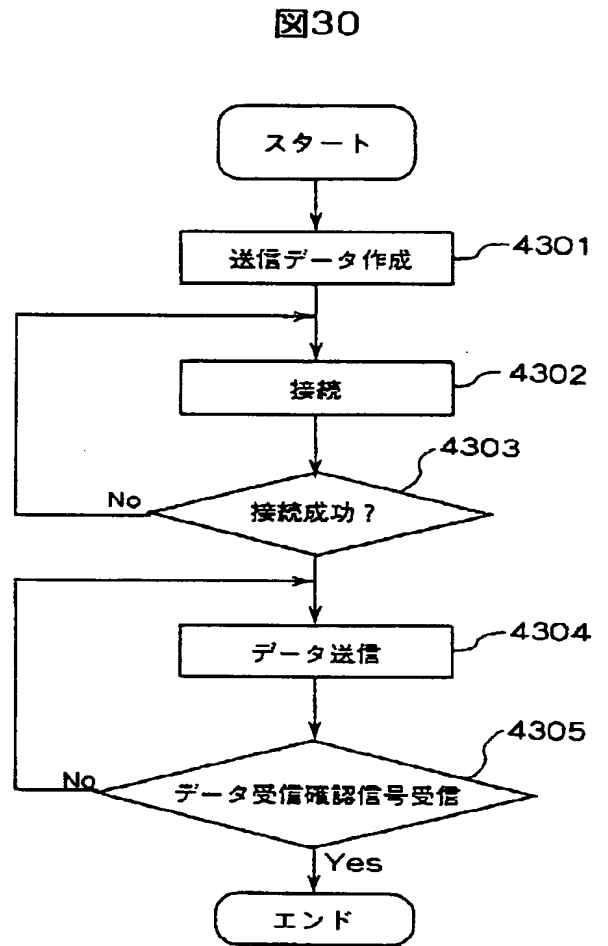 図30
スタート
送信データ作成
4301
接続
4302
4303
接続成功？
No
データ送信
4304
4305
データ受信確認信号受信
No
Yes
エンド